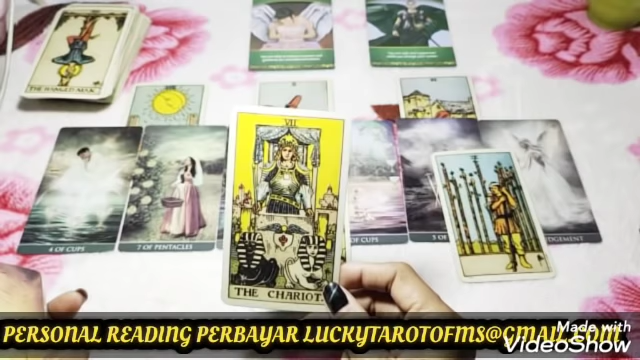 THE HANGED MAN.
VII
THE CHARIOT.
4 OF CUPS
7 OF PENTACLES
OF CUPS
5 OF
JUDGEMENT
PERSONAL READING PERBAYAR LUCKYTAROTOFMS@GMAIL.COM
Made with
VideoShow